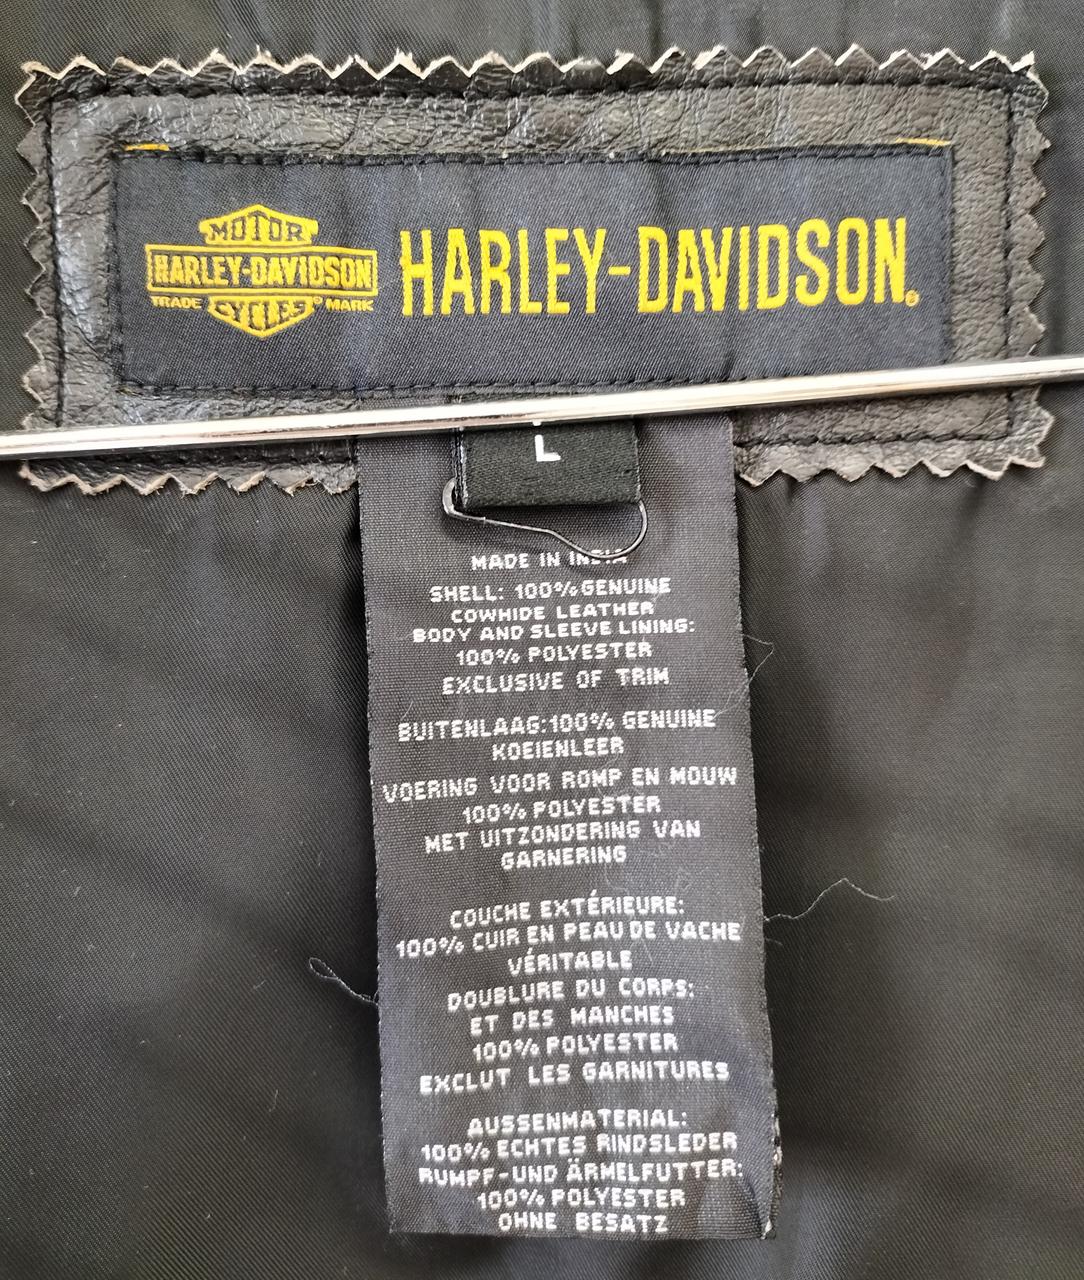 MOTOR
HARLEY-DAVIDSON
TRADE CYCLES® MARK
HARLEY-DAVIDSON®
L
MADE IN INDIA
SHELL: 100% GENUINE
COWHIDE LEATHER
BODY AND SLEEVE LINING:
100% POLYESTER
EXCLUSIVE OF TRIM
BUITENLAAG:100% GENUINE
KOEIENLEER
VOERING VOOR ROMP EN MOUW
100% POLYESTER
MET UITZONDERING VAN
GARNERING
COUCHE EXTÉRIEURE:
100% CUIR EN PEAU DE VACHE
VÉRITABLE
DOUBLURE DU CORPS:
ET DES MANCHES
100% POLYESTER
EXCLUT LES GARNITURES
AUSSENMATERIAL:
100% ECHTES RINDSLEDER
RUMPF-UND ÄRMELFUTTER:
100% POLYESTER
OHNE BESATZ